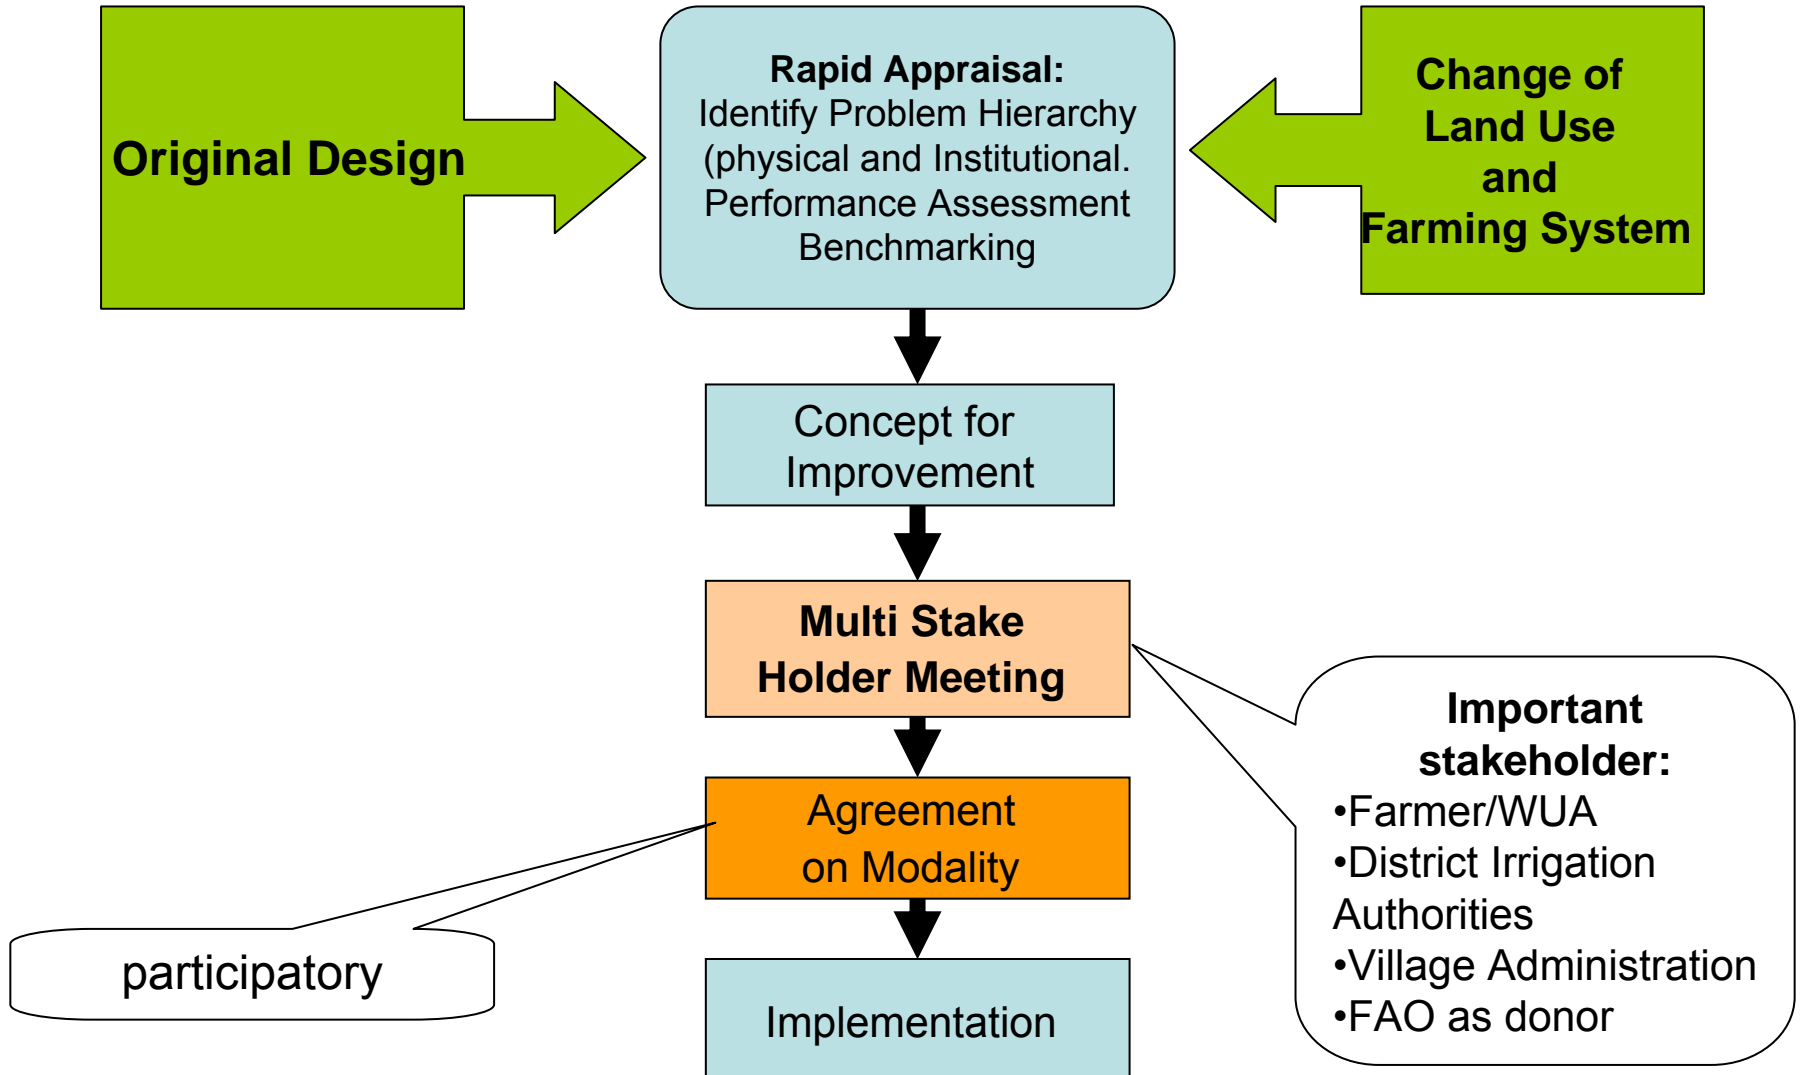 Original Design
Rapid Appraisal:
Identify Problem Hierarchy
(physical and Institutional.
Performance Assessment
Benchmarking
Change of
Land Use
and
Farming System
Concept for
Improvement
Multi Stake
Holder Meeting
Important
stakeholder:
•Farmer/WUA
•District Irrigation
Authorities
•Village Administration
•FAO as donor
Agreement
on Modality
participatory
Implementation